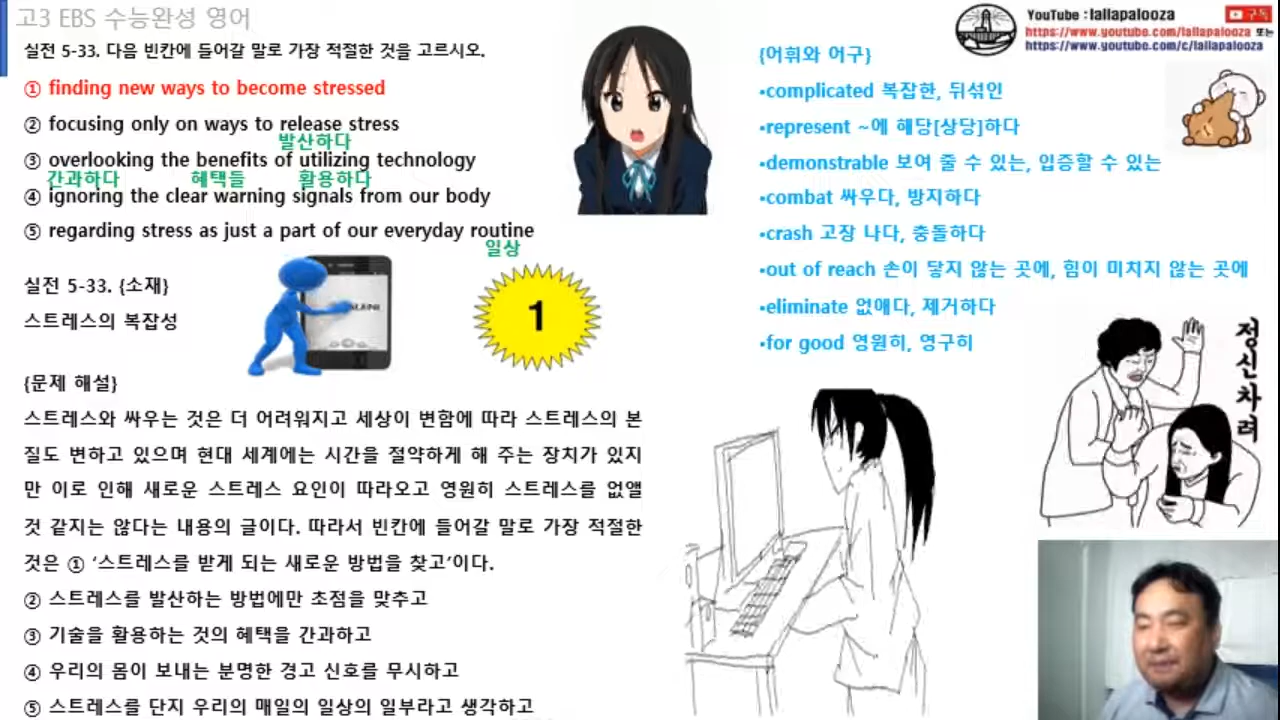 고3 EBS 수능완성 영어
실전 5-33. 다음 빈칸에 들어갈 말로 가장 적절한 것을 고르시오.
① finding new ways to become stressed
② focusing only on ways to release stress
발산하다
③ overlooking the benefits of utilizing technology
간과하다 혜택들 활용하다
④ ignoring the clear warning signals from our body
⑤ regarding stress as just a part of our everyday routine
일상
실전 5-33. {소재}
스트레스의 복잡성
1
{문제 해설}
스트레스와 싸우는 것은 더 어려워지고 세상이 변함에 따라 스트레스의 본
질도 변하고 있으며 현대 세계에는 시간을 절약하게 해 주는 장치가 있지
만 이로 인해 새로운 스트레스 요인이 따라오고 영원히 스트레스를 없앨
것 같지는 않다는 내용의 글이다. 따라서 빈칸에 들어갈 말로 가장 적절한
것은 ① ‘스트레스를 받게 되는 새로운 방법을 찾고’이다.
② 스트레스를 발산하는 방법에만 초점을 맞추고
③ 기술을 활용하는 것의 혜택을 간과하고
④ 우리의 몸이 보내는 분명한 경고 신호를 무시하고
⑤ 스트레스를 단지 우리의 매일의 일상의 일부라고 생각하고
YouTube : lallapalooza 구독
https://www.youtube.com/lallapalooza 또는
https://www.youtube.com/c/lallapalooza
{어휘와 어구}
•complicated 복잡한, 뒤섞인
•represent ~에 해당[상당]하다
•demonstrable 보여 줄 수 있는, 입증할 수 있는
•combat 싸우다, 방지하다
•crash 고장 나다, 충돌하다
•out of reach 손이 닿지 않는 곳에, 힘이 미치지 않는 곳에
•eliminate 없애다, 제거하다
•for good 영원히, 영구히
정신차려